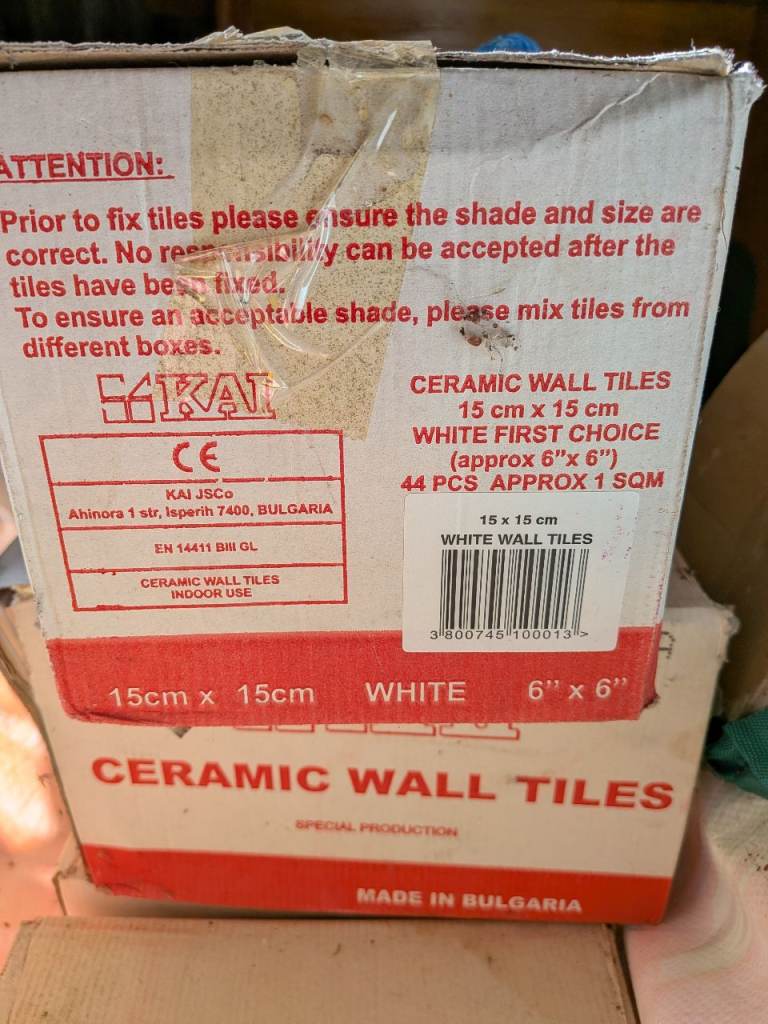 ATTENTION:
Prior to fix tiles please ensure the shade and size are
correct. No responsibility can be accepted after the
tiles have been fixed.
To ensure an acceptable shade, please mix tiles from
different boxes.
KAI
CE
KAI JSCo
Ahinora 1 str, Isperih 7400, BULGARIA
EN 14411 BIII GL
CERAMIC WALL TILES
INDOOR USE
CERAMIC WALL TILES
15 cm x 15 cm
WHITE FIRST CHOICE
(approx 6"x 6")
44 PCS APPROX 1 SQM
15 x 15 cm
WHITE WALL TILES
3 800745 100013 >
15cm x 15cm WHITE 6" x 6"
CERAMIC WALL TILES
SPECIAL PRODUCTION
MADE IN BULGARIA